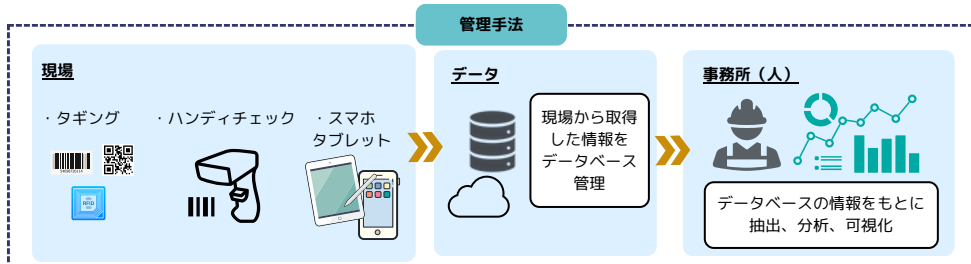 管理手法
現場
・タギング
・ハンディチェック
・スマホ
タブレット
RFID
データ
現場から取得
した情報を
データベース
管理
事務所（人）
データベースの情報をもとに
抽出、分析、可視化